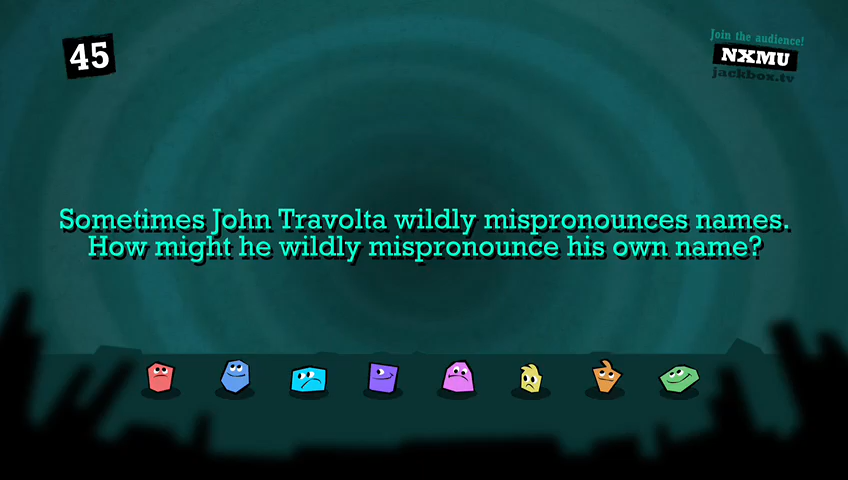 45
Join the audience!
NXMU
jackbox.tv
Sometimes John Travolta wildly mispronounces names.
How might he wildly mispronounce his own name?